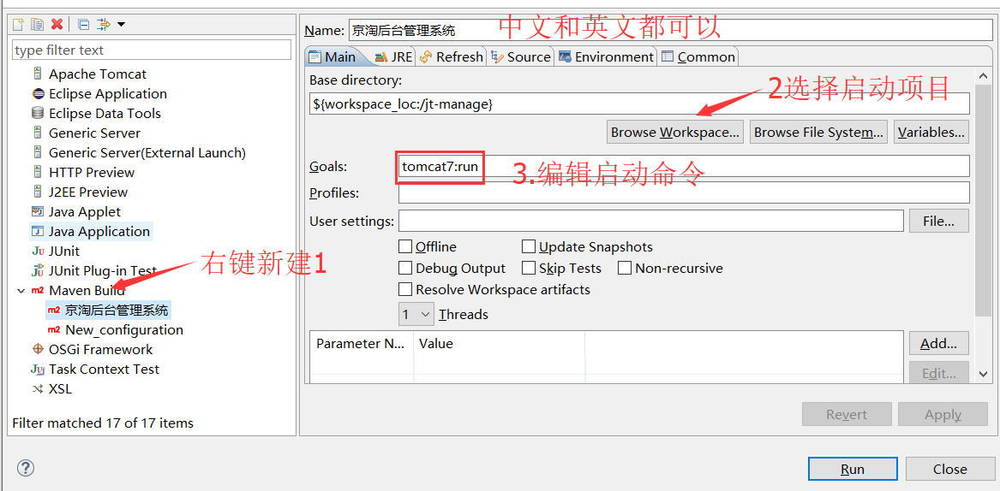 type filter text
Apache Tomcat
Eclipse Application
Eclipse Data Tools
Generic Server
Generic Server(External Launch)
HTTP Preview
J2EE Preview
Java Applet
Java Application
JUnit
JUnit Plug-in Test
右键新建1
Maven Build
京淘后台管理系统
New_configuration
OSGi Framework
Task Context Test
XSL
Filter matched 17 of 17 items
Name: 京淘后台管理系统 中文和英文都可以
Main JRE Refresh Source Environment Common
Base directory:
2选择启动项目
${workspace_loc:/jt-manage}
Browse Workspace... Browse File System... Variables...
Goals: tomcat7:run 3.编辑启动命令
Profiles:
User settings: File...
Offline Update Snapshots
Debug Output Skip Tests Non-recursive
Resolve Workspace artifacts
1 Threads
Parameter N... Value Add...
Edit...
Revert Apply
Run Close